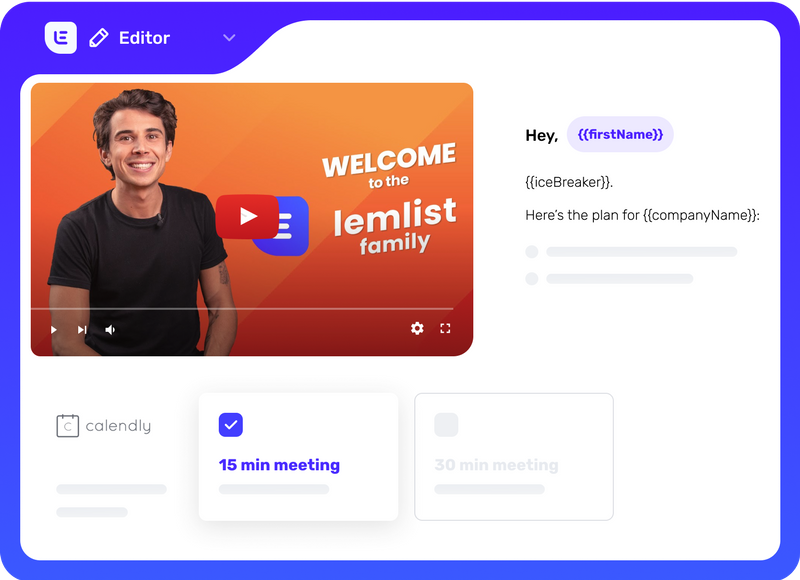 Editor
WELCOME
to the
lemlist
family
Hey, {{firstName}}
{{iceBreaker}}.
Here's the plan for {{companyName}}:
C calendly
15 min meeting
30 min meeting